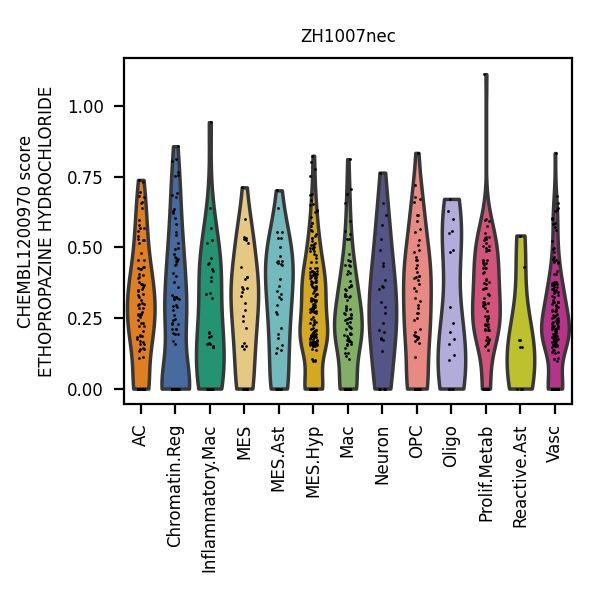 ZH1007nec
CHEMBL1200970 score
ETHOPROPAZINE HYDROCHLORIDE
1.00
0.75
0.50
0.25
0.00
AC
Chromatin.Reg
Inflammatory.Mac
MES
MES.Ast
MES.Hyp
Mac
Neuron
OPC
Oligo
Prolif.Metab
Reactive.Ast
Vasc